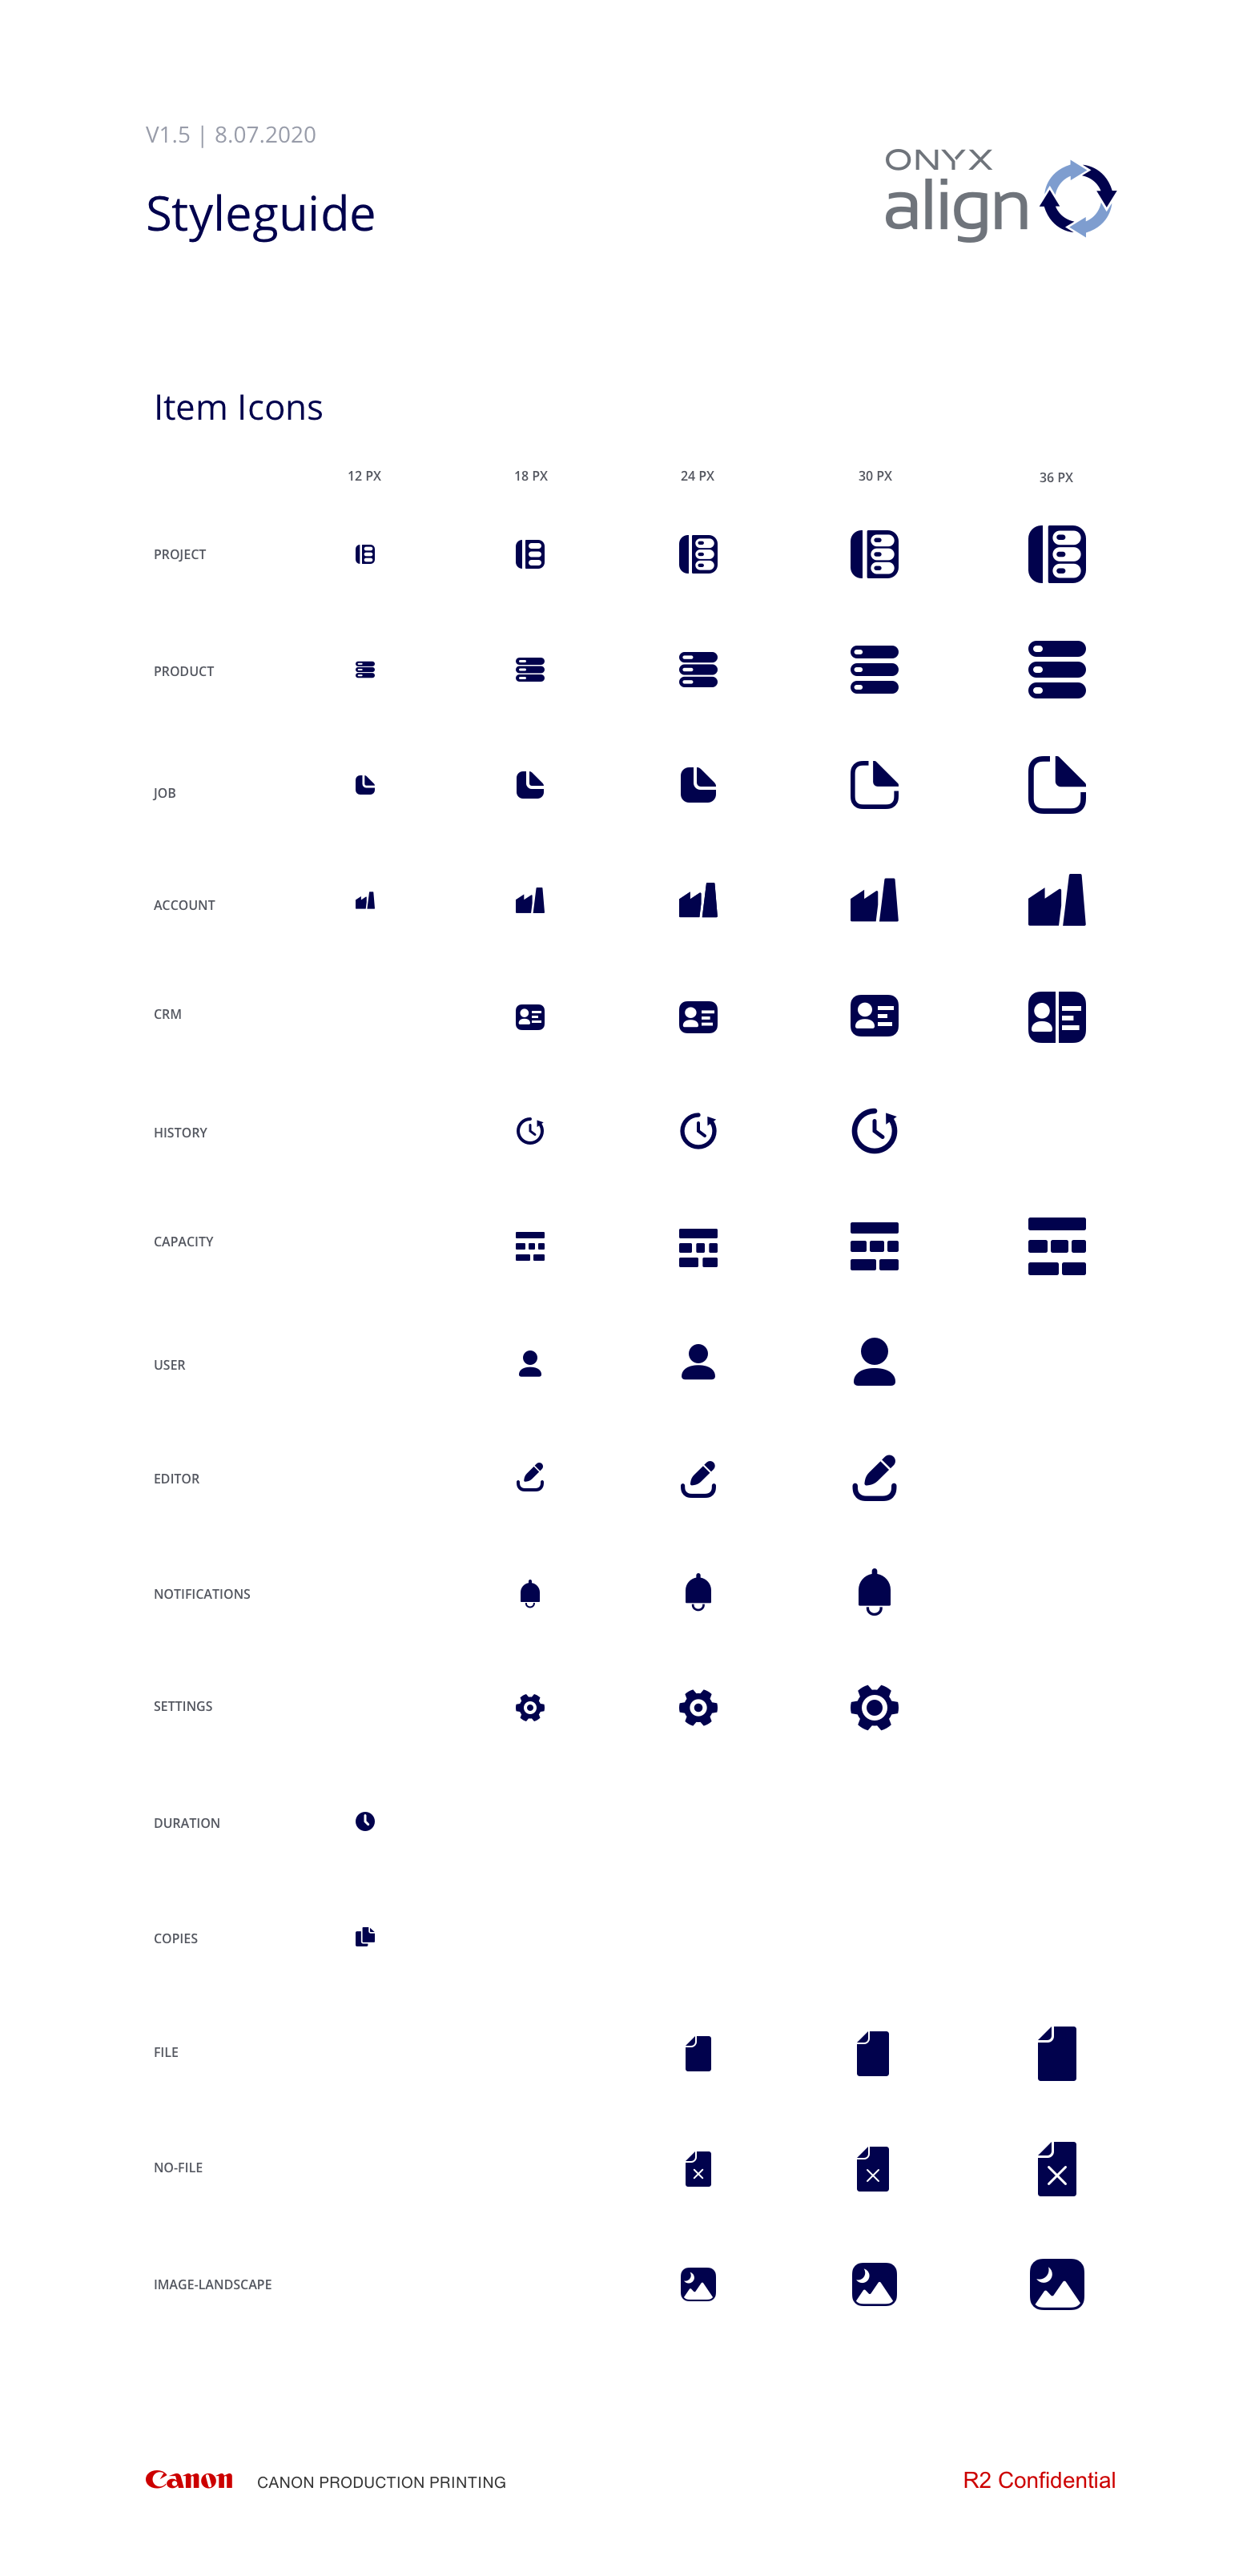 V1.5 | 8.07.2020
Styleguide
ONYX
align
Item Icons
12 PX 18 PX 24 PX 30 PX 36 PX
PROJECT
PRODUCT
JOB
ACCOUNT
CRM
HISTORY
CAPACITY
USER
EDITOR
NOTIFICATIONS
SETTINGS
DURATION
COPIES
FILE
NO-FILE
IMAGE-LANDSCAPE
Canon CANON PRODUCTION PRINTING R2 Confidential